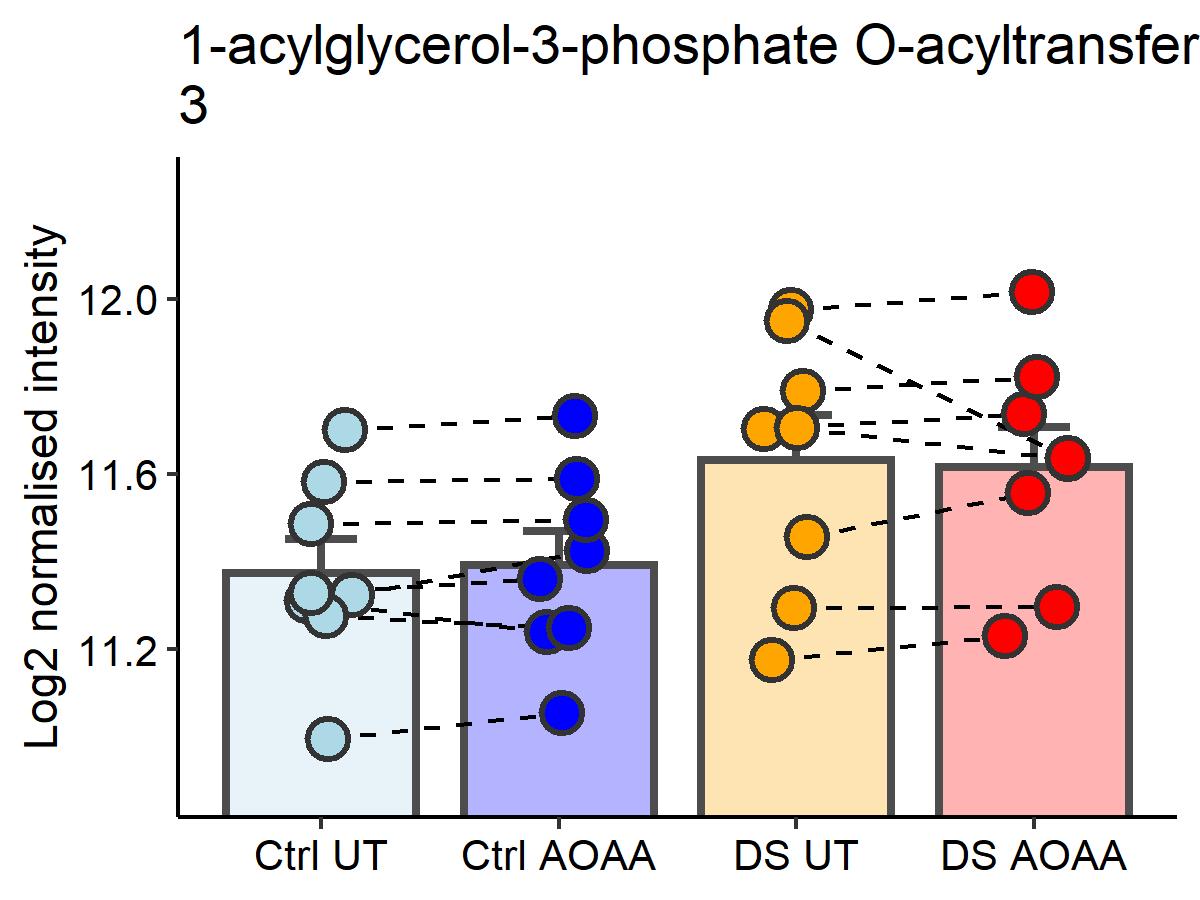 1-acylglycerol-3-phosphate O-acyltransfer
3
Log2 normalised intensity
12.0
11.6
11.2
Ctrl UT
Ctrl AOAA
DS UT
DS AOAA